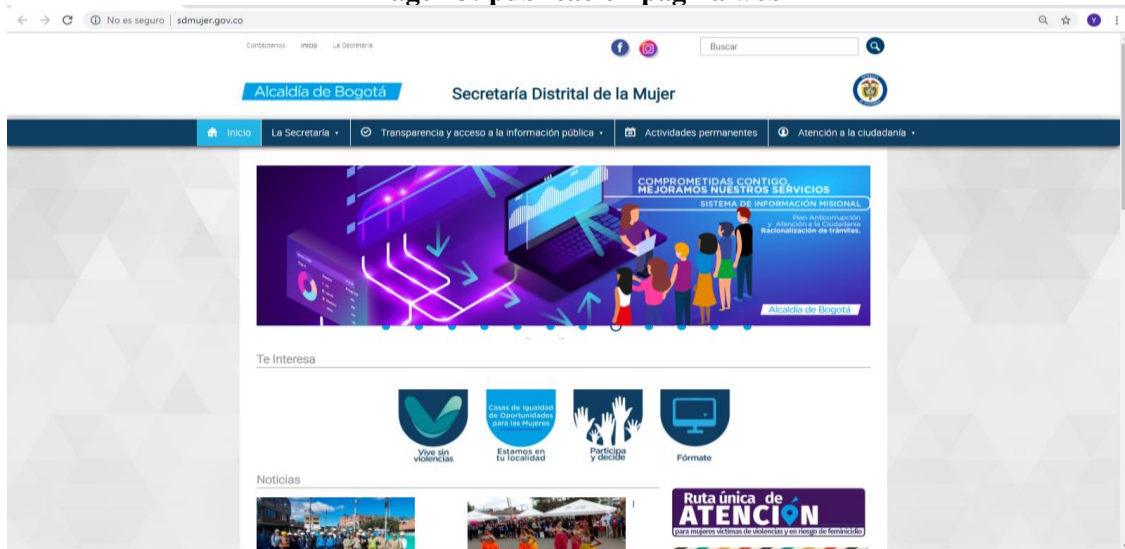 No es seguro | sdmujer.gov.co
Contáctenos Inicio La Secretaría
Buscar
Alcaldía de Bogotá
Secretaría Distrital de la Mujer
Inicio
La Secretaría
Transparencia y acceso a la información pública
Actividades permanentes
Atención a la ciudadanía
COMPROMETIDAS CONTIGO,
MEJORAMOS NUESTROS SERVICIOS
SISTEMA DE INFORMACIÓN MISIONAL
Plan Anticorrupción
y Atención a la Ciudadanía
Racionalización de trámites.
Alcaldía de Bogotá
Te Interesa
Vive sin
violencias
Casas de Igualdad
de Oportunidades
para las Mujeres
Estamos en
tu localidad
Participa
y decide
Fórmate
Noticias
Ruta única de
ATENCIÓN
para mujeres víctimas de violencias y en riesgo de feminicidio